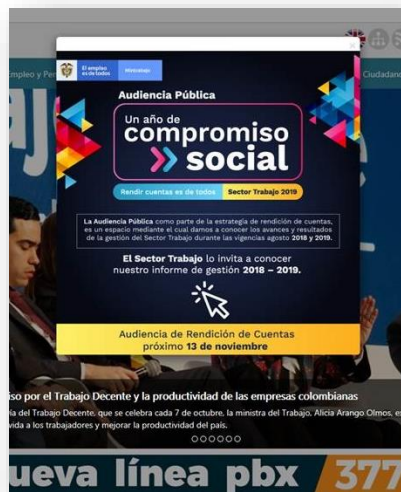 Empleo y Pe
Ciudadan
El empleo
es de todos
Mintrabajo
Audiencia Pública
Un año de
compromiso
social
Rendir cuentas es de todos
Sector Trabajo 2019
La Audiencia Pública como parte de la estrategia de rendición de cuentas,
es un espacio mediante el cual damos a conocer los avances y resultados
de la gestión del Sector Trabajo durante las vigencias agosto 2018 y 2019.
El Sector Trabajo lo invita a conocer
nuestro informe de gestión 2018 – 2019.
Audiencia de Rendición de Cuentas
próximo 13 de noviembre
iso por el Trabajo Decente y la productividad de las empresas colombianas
ía del Trabajo Decente, que se celebra cada 7 de octubre, la ministra del Trabajo, Alicia Arango Olmos, e
vida a los trabajadores y mejorar la productividad del país.
ueva línea pbx
377